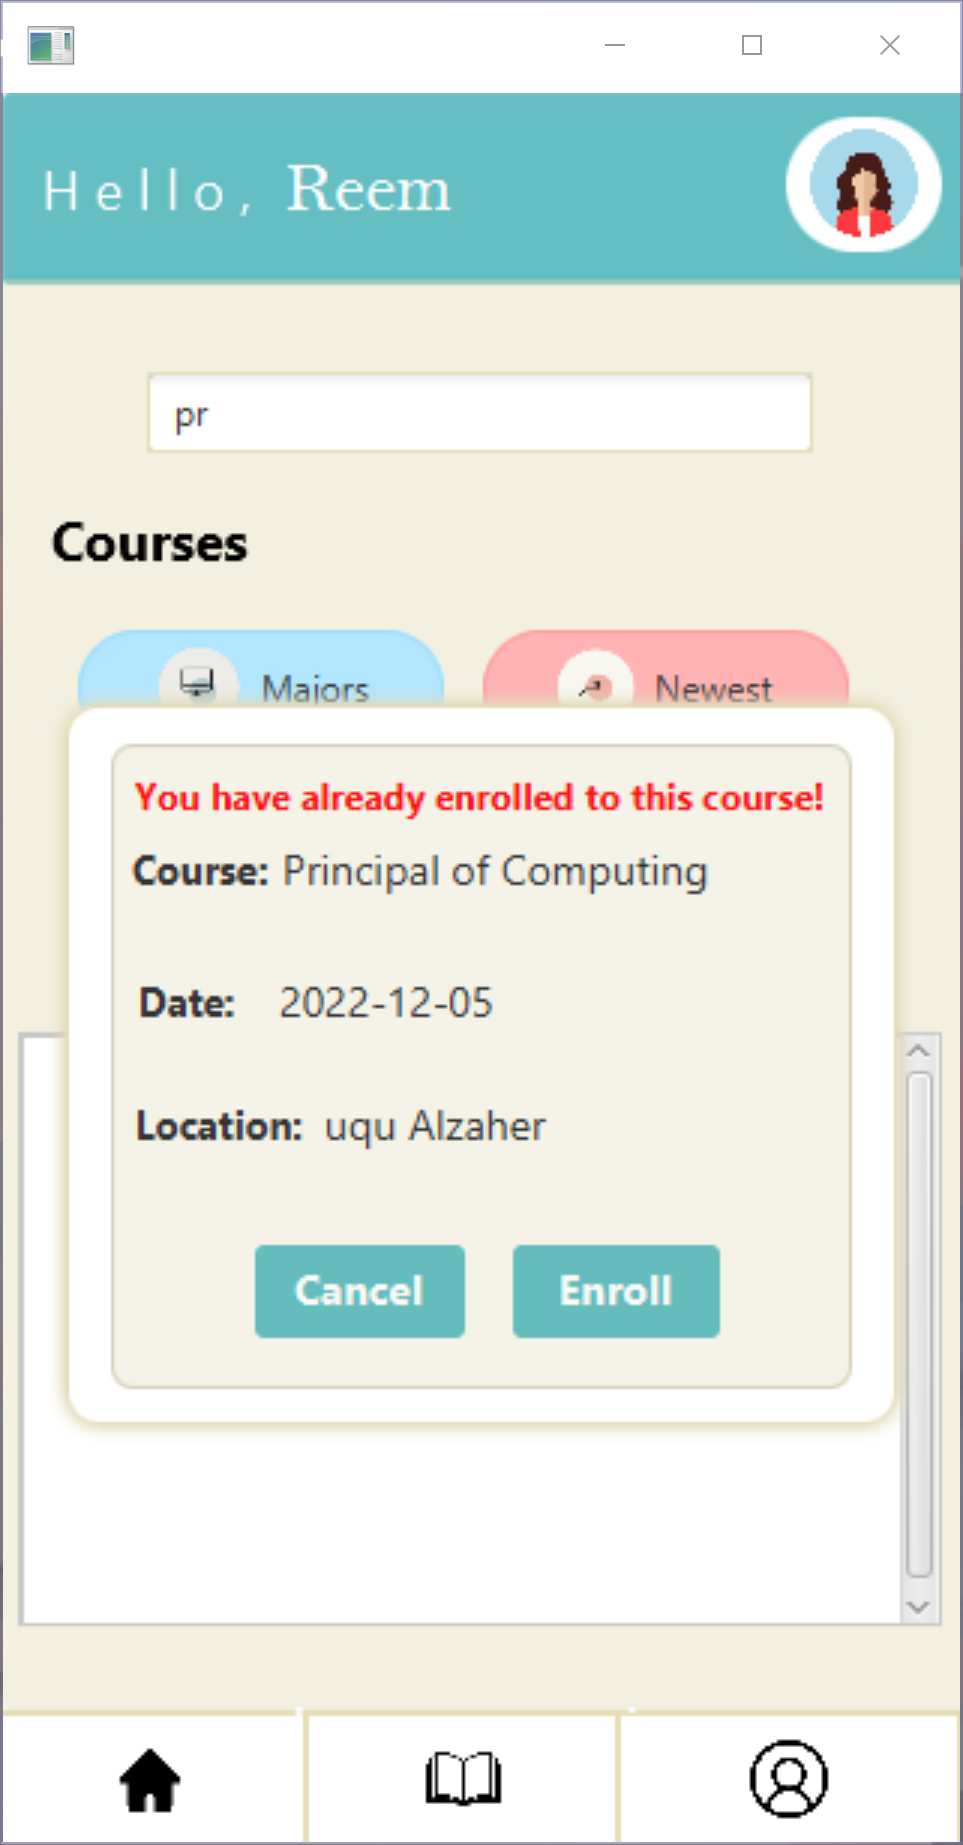 Hello, Reem
pr
Courses
Majors Newest
You have already enrolled to this course!
Course: Principal of Computing
Date: 2022-12-05
Location: uqu Alzaher
Cancel Enroll